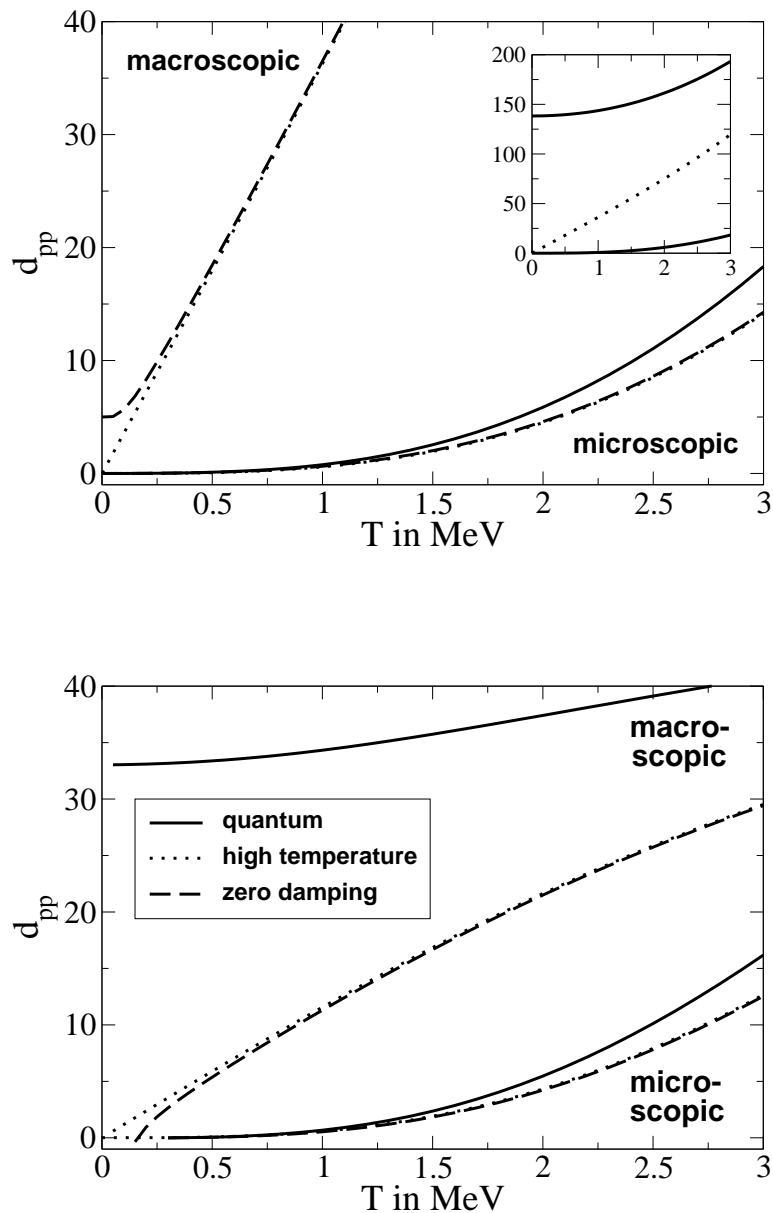 40
macroscopic
30
20
10
0
d_pp
200
150
100
50
0
0 1 2 3
microscopic
0 0.5 1 1.5 2 2.5 3
T in MeV
40
macro-
scopic
30
quantum
high temperature
zero damping
20
10
0
d_pp
micro-
scopic
0 0.5 1 1.5 2 2.5 3
T in MeV